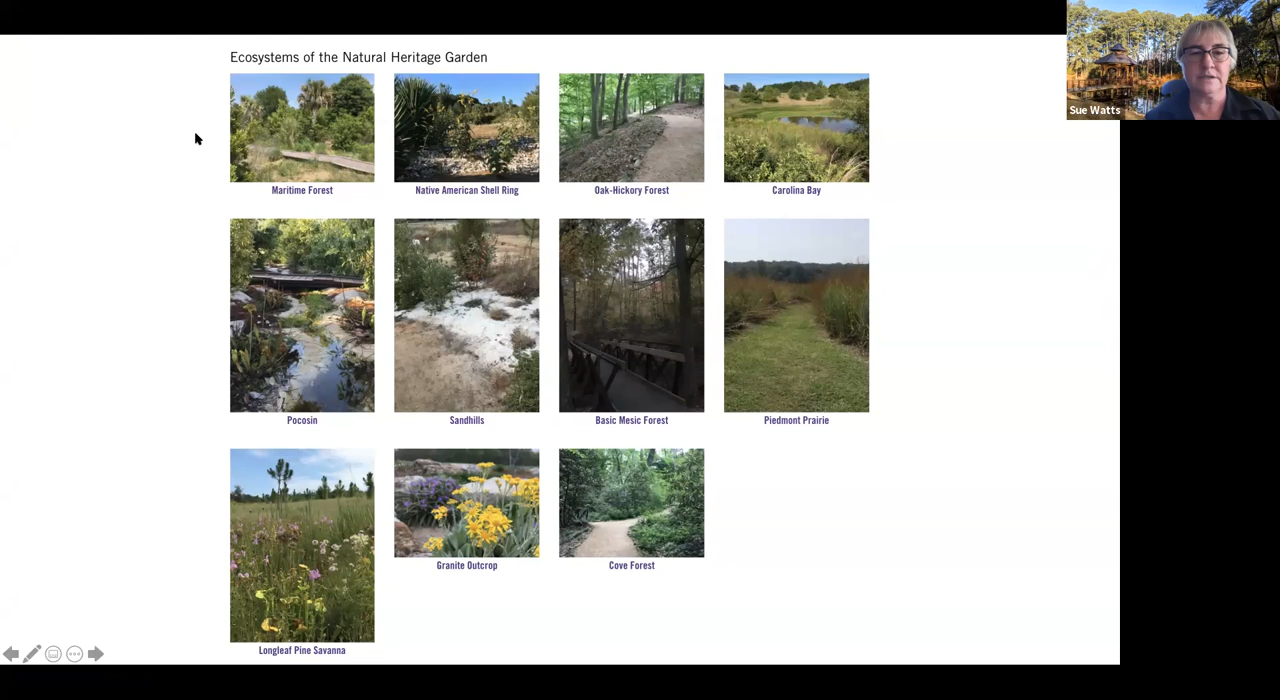 Ecosystems of the Natural Heritage Garden
Sue Watts
Maritime Forest
Native American Shell Ring
Oak-Hickory Forest
Carolina Bay
Pocosin
Sandhills
Basic Mesic Forest
Piedmont Prairie
Granite Outcrop
Cove Forest
Longleaf Pine Savanna